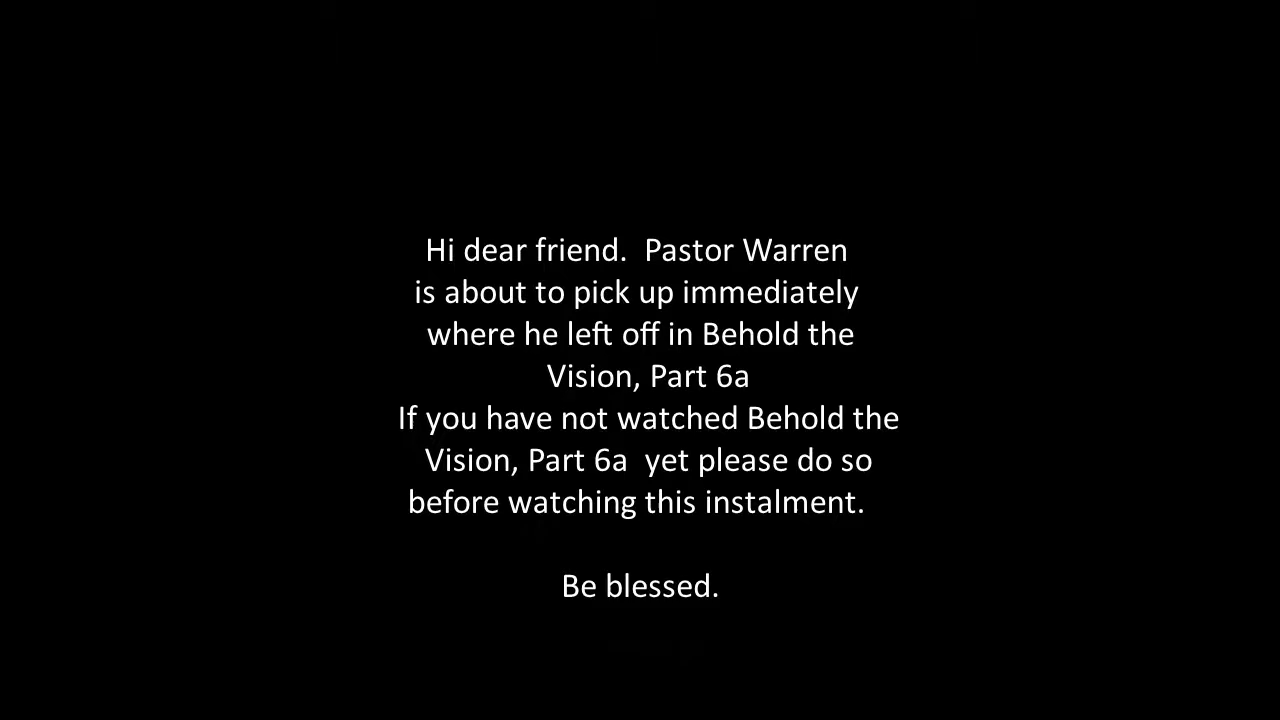 Hi dear friend.  Pastor Warren
is about to pick up immediately
where he left off in Behold the
Vision, Part 6a
If you have not watched Behold the
Vision, Part 6a  yet please do so
before watching this instalment.
Be blessed.